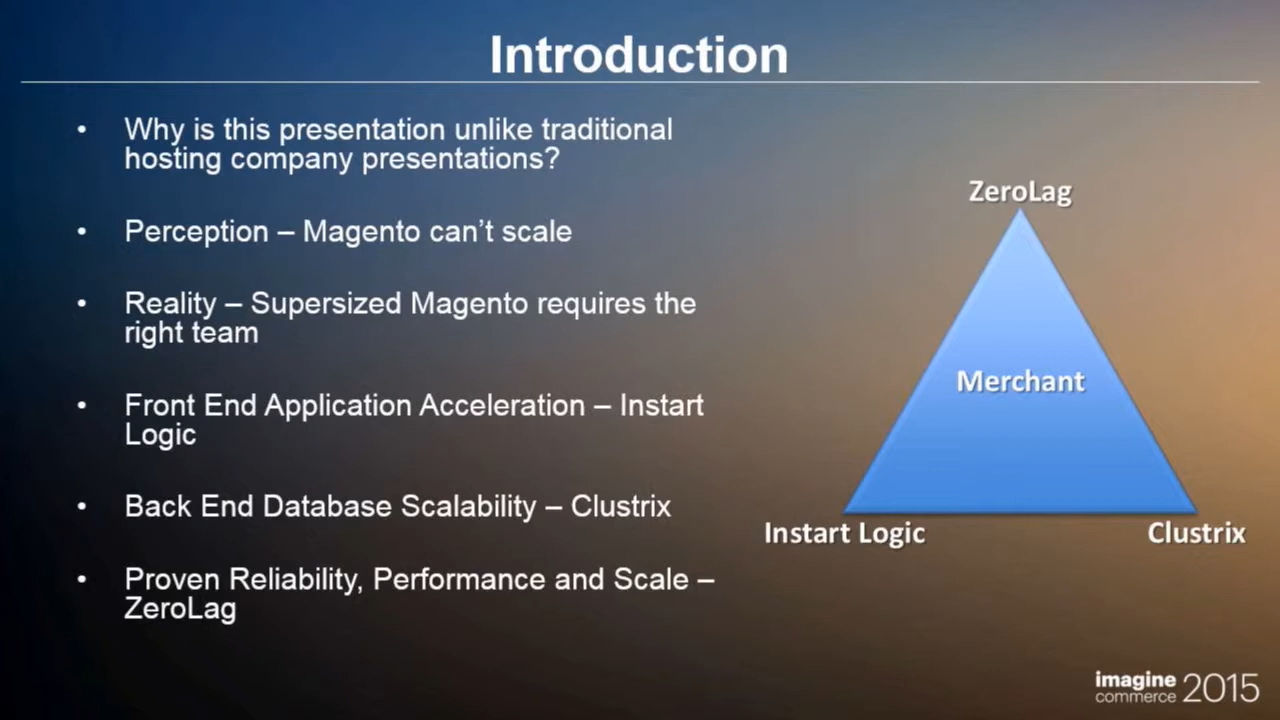 Introduction
• Why is this presentation unlike traditional
hosting company presentations?
• Perception – Magento can't scale
• Reality – Supersized Magento requires the
right team
• Front End Application Acceleration – Instart
Logic
• Back End Database Scalability – Clustrix
• Proven Reliability, Performance and Scale –
ZeroLag
ZeroLag
Merchant
Instart Logic
Clustrix
imagine
commerce 2015